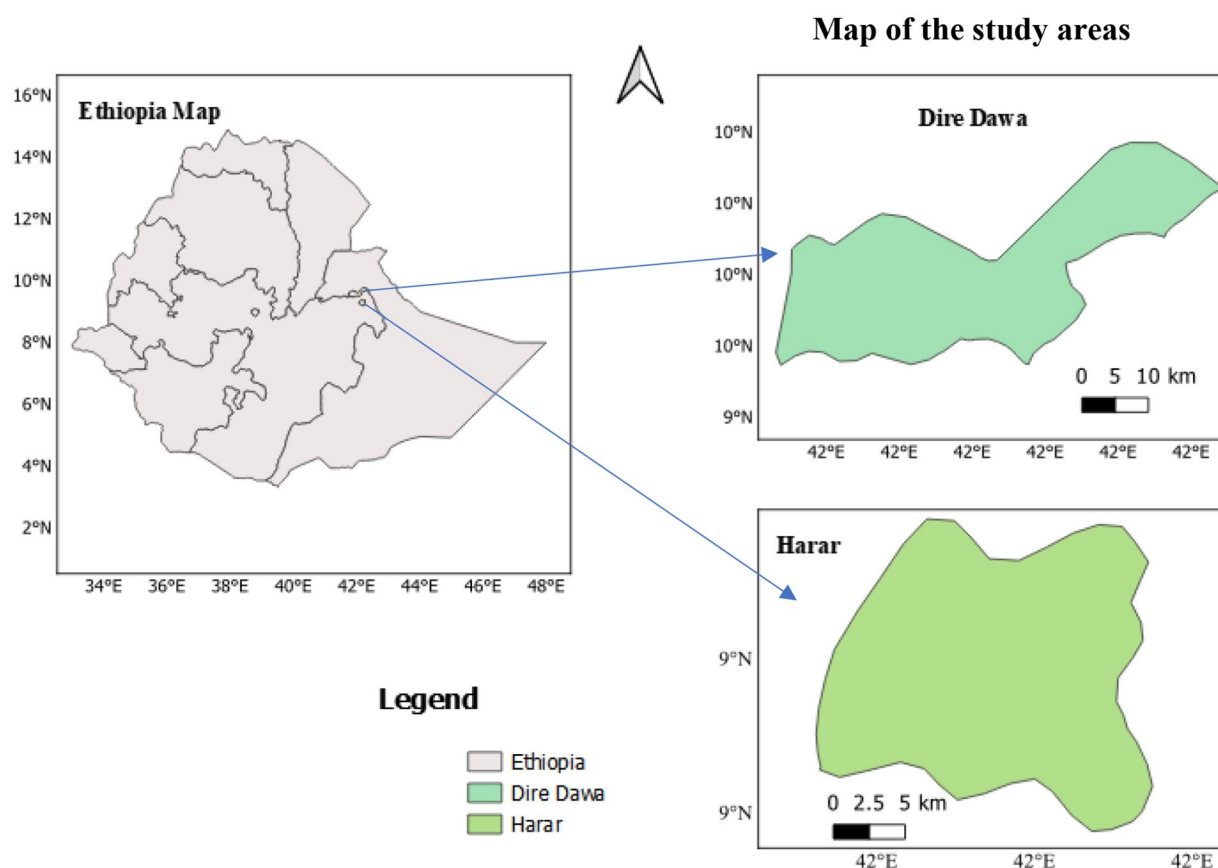 Map of the study areas
Ethiopia Map
16°N
14°N
12°N
10°N
8°N
6°N
4°N
2°N
34°E 36°E 38°E 40°E 42°E 44°E 46°E 48°E
Dire Dawa
10°N
10°N
10°N
10°N
9°N
0 5 10 km
42°E 42°E 42°E 42°E 42°E 42°E
Harar
9°N
9°N
0 2.5 5 km
42°E 42°E 42°E
Legend
Ethiopia
Dire Dawa
Harar